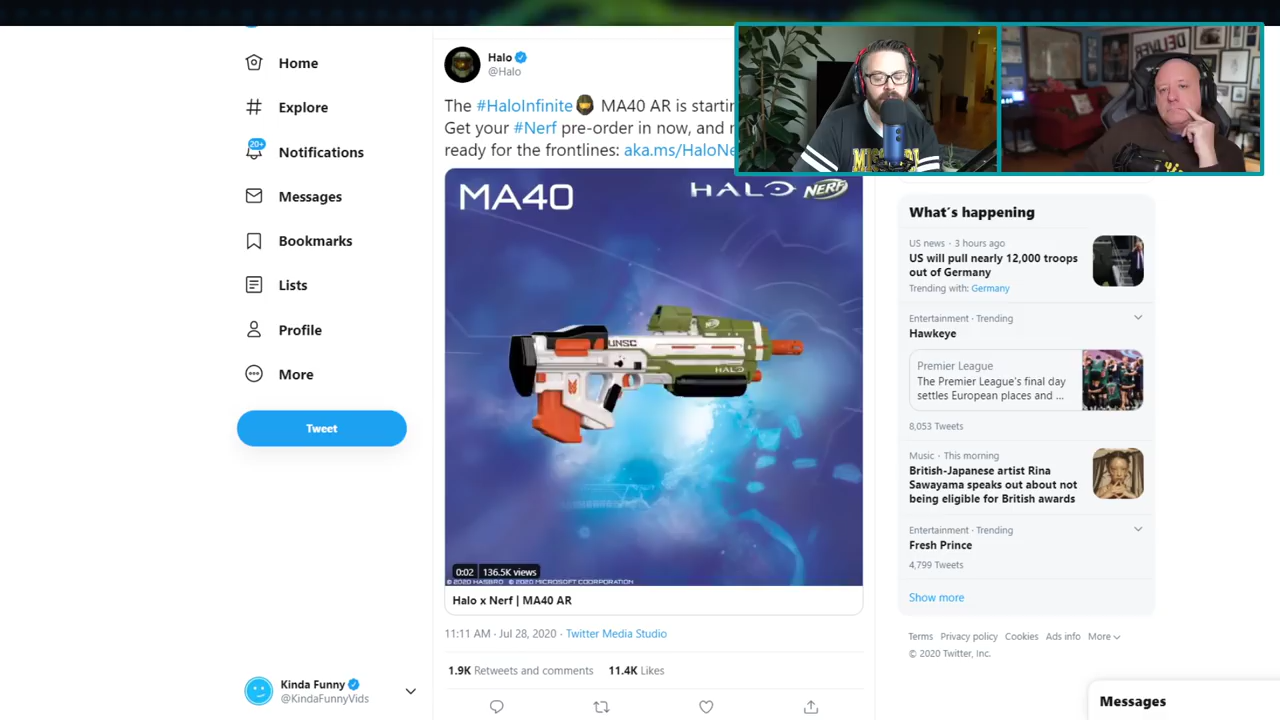 Home
Explore
20+
Notifications
Messages
Bookmarks
Lists
Profile
More
Tweet
Kinda Funny
@KindaFunnyVids
Halo
@Halo
The #HaloInfinite MA40 AR is
Get your #Nerf pre-order in now, and
ready for the frontlines: aka.ms/HaloNe
MA40
HALO NERF
UNSC
NERF
HALO
0:02 136.5K views
© 2020 HASBRO © 2020 MICROSOFT COORPORATION
Halo x Nerf | MA40 AR
11:11 AM · Jul 28, 2020 · Twitter Media Studio
1.9K Retweets and comments 11.4K Likes
DELIVER
What's happening
US news · 3 hours ago
US will pull nearly 12,000 troops
out of Germany
Trending with: Germany
Entertainment · Trending
Hawkeye
Premier League
The Premier League's final day
settles European places and ...
8,053 Tweets
Music · This morning
British-Japanese artist Rina
Sawayama speaks out about not
being eligible for British awards
Entertainment · Trending
Fresh Prince
4,799 Tweets
Show more
Terms Privacy policy Cookies Ads info More
© 2020 Twitter, Inc.
Messages